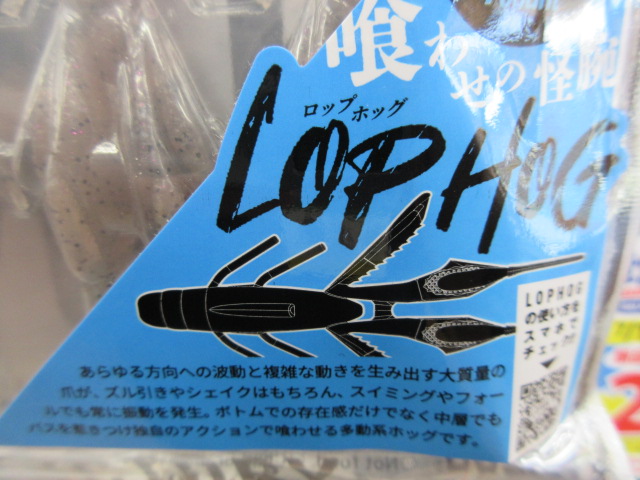 喰わせの怪腕
ロップホッグ
LOPHOG
LOPHOG
の使い方を
スマホで
チェック!!
あらゆる方向への波動と複雑な動きを生み出す大質量の
爪が、ズル引きやシェイクはもちろん、スイミングやフォー
ルでも常に振動を発生。ボトムでの存在感だけでなく中層でも
バスを惹きつけ独自のアクションで喰わせる多動系ホッグです。
Not for